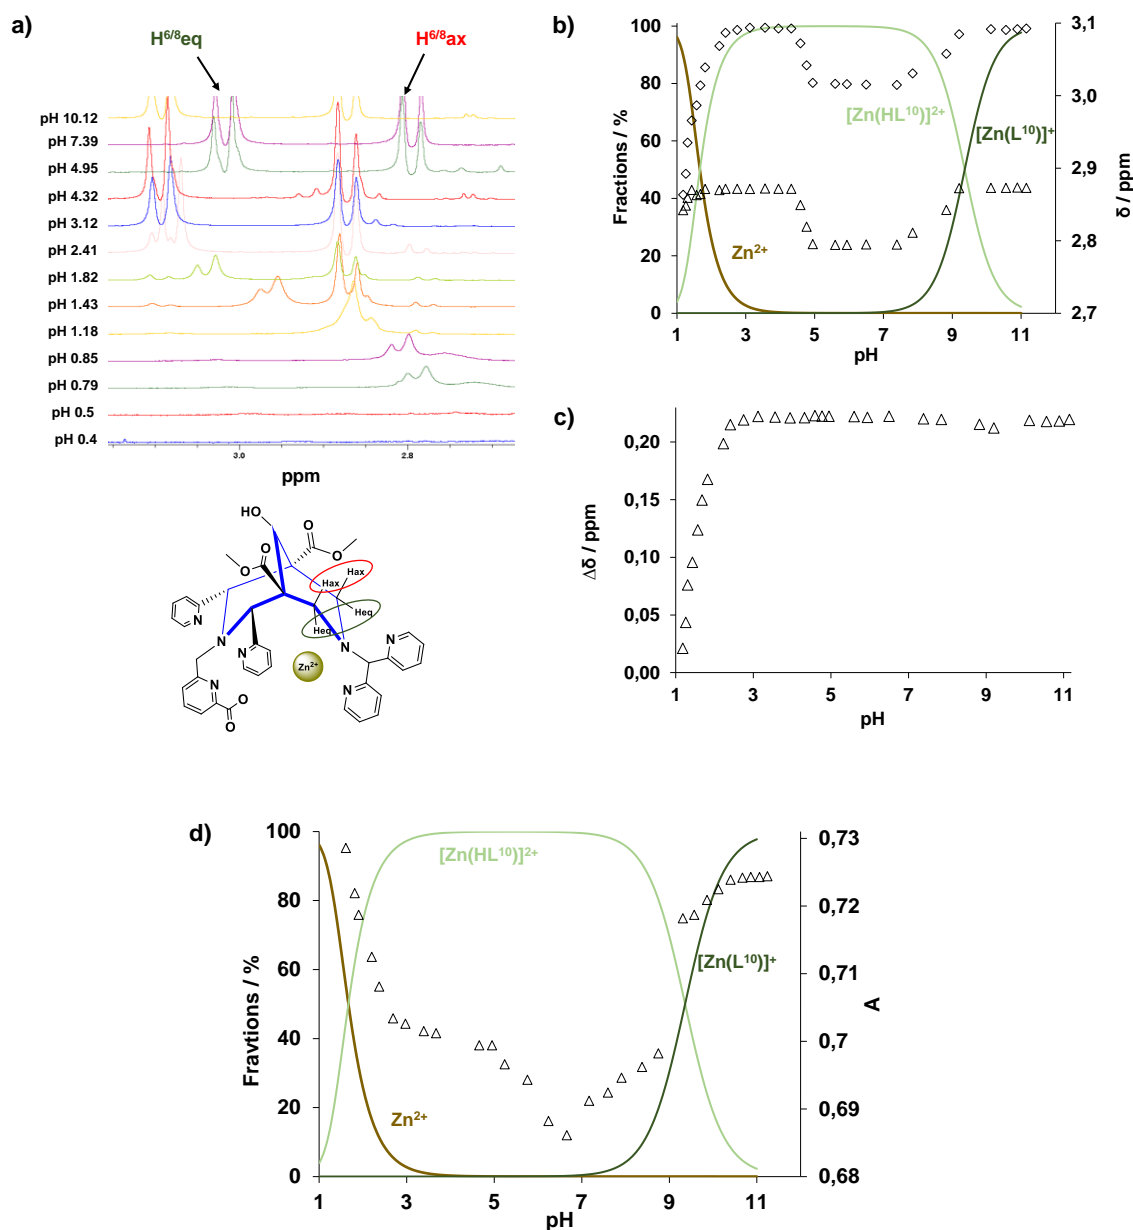 a)
H6/8eq
H6/8ax
pH 10.12
pH 7.39
pH 4.95
pH 4.32
pH 3.12
pH 2.41
pH 1.82
pH 1.43
pH 1.18
pH 0.85
pH 0.79
pH 0.5
pH 0.4
3.0
2.8
ppm
HO
O
O
O
O
Hax
Hax
Heq
Heq
N
N
N
N
Zn2+
N
N
N
O
O
b)
Fractions / %
100
80
60
40
20
0
[Zn(HL10)]2+
[Zn(L10)]+
Zn2+
3,1
3,0
2,9
2,8
2,7
δ / ppm
1 3 5 7 9 11
pH
c)
Δδ / ppm
0,20
0,15
0,10
0,05
0,00
1 3 5 7 9 11
pH
d)
Fravtions / %
100
80
60
40
20
0
[Zn(HL10)]2+
[Zn(L10)]+
Zn2+
0,73
0,72
0,71
0,7
0,69
0,68
A
1 3 5 7 9 11
pH